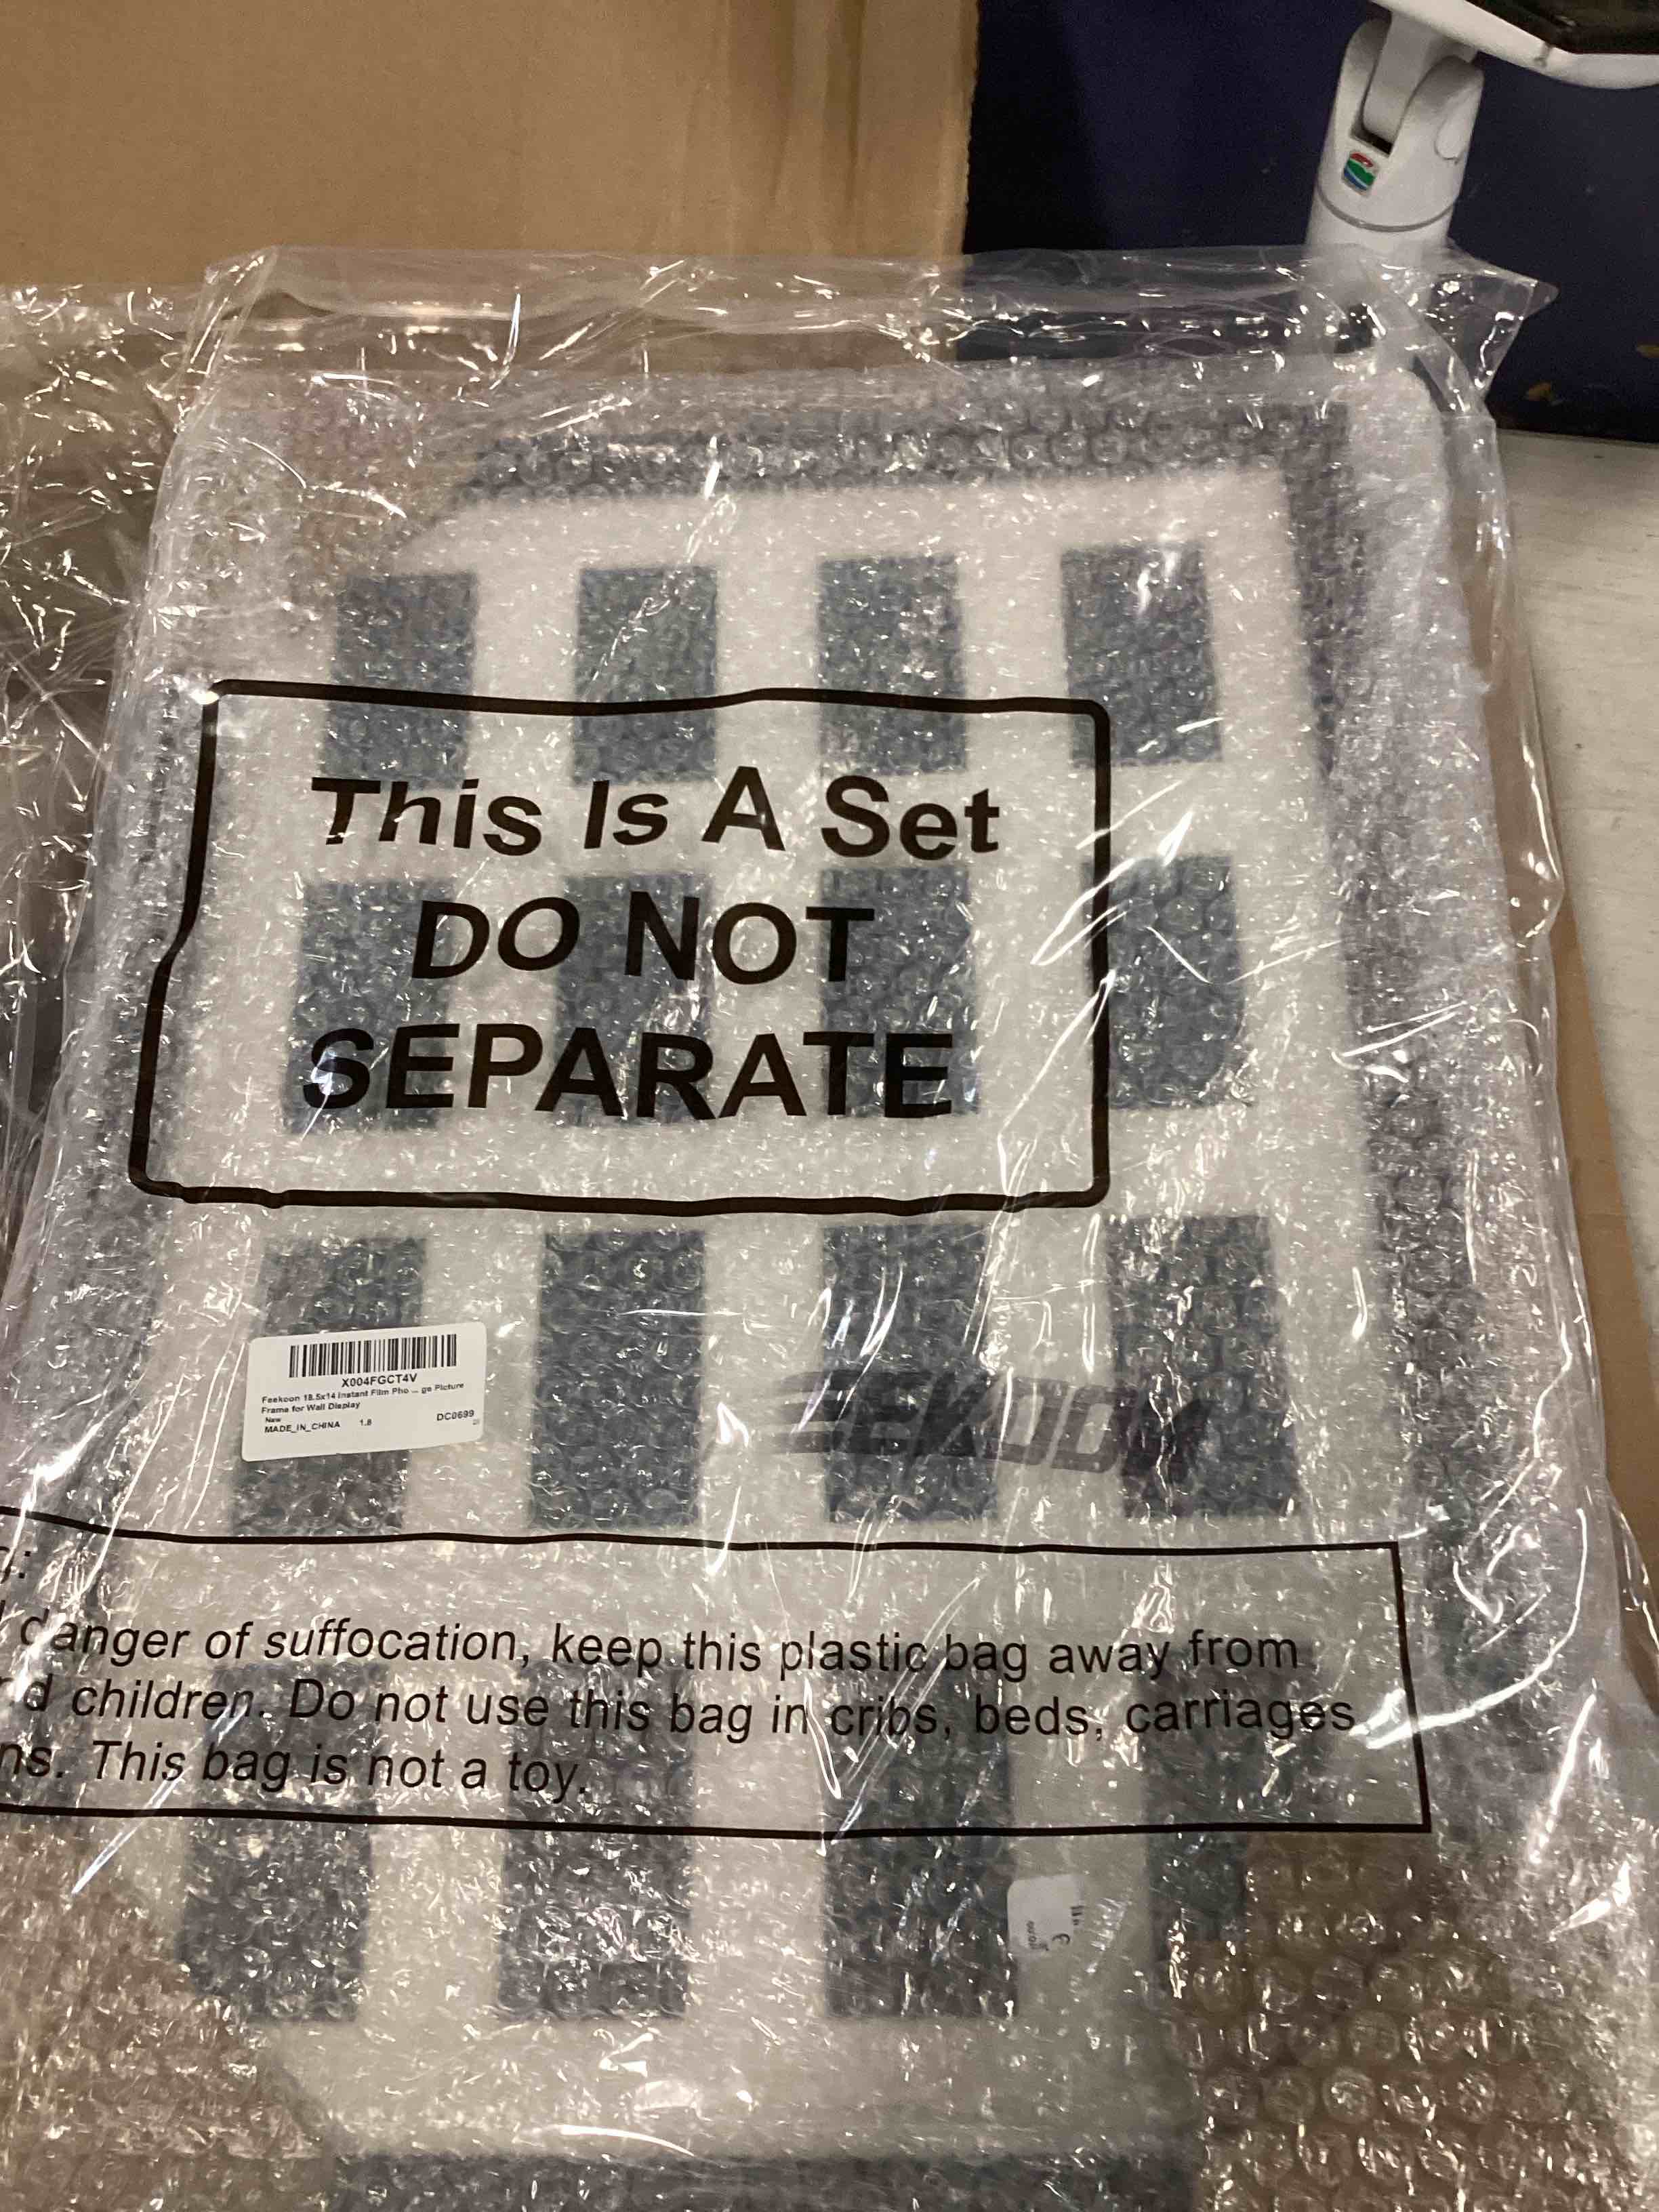 This Is A Set
DO NOT
SEPARATE
X004FGCT4V
Feekoon 18.5x14 Instant Film Pho ... ge Picture
Frame for Wall Display
New
MADE_IN_CHINA 1.8 DC0699
EEKOON
danger of suffocation, keep this plastic bag away from
children. Do not use this bag in cribs, beds, carriages
This bag is not a toy.